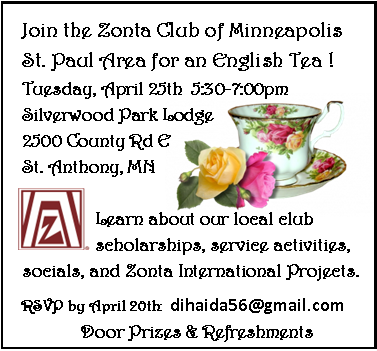 Join the Zonta Club of Minneapolis
St. Paul Area for an English Tea !
Tuesday, April 25th 5:30-7:00pm
Silverwood Park Lodge
2500 County Rd E
St. Anthony, MN
Z
Learn about our local club
scholarships, service activities,
socials, and Zonta International Projects.
RSVP by April 20th: dihaida56@gmail.com
Door Prizes & Refreshments